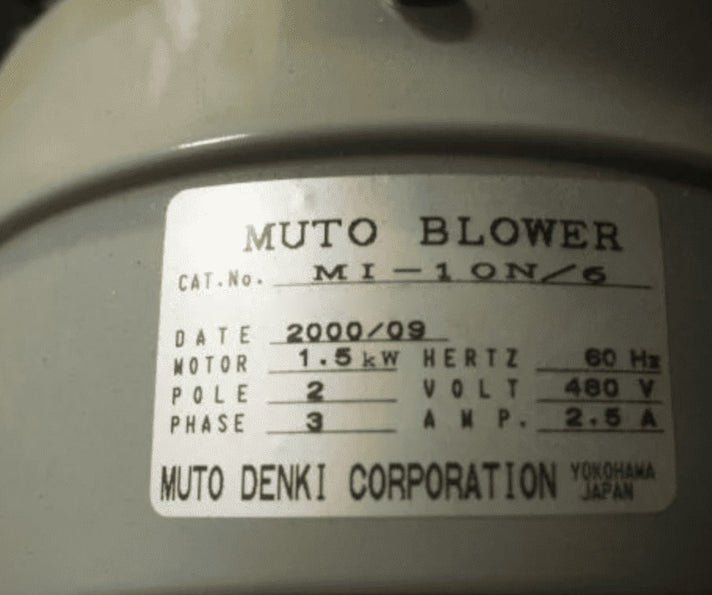 MUTO BLOWER
CAT.No. MI-10N/6
DATE 2000/09
MOTOR 1.5kW HERTZ 60 Hz
POLE 2 VOLT 480 V
PHASE 3 AMP. 2.5 A
MUTO DENKI CORPORATION YOKOHAMA
JAPAN